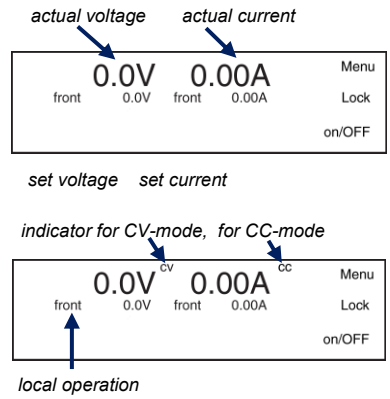 actual voltage actual current
0.0V 0.00A Menu
front 0.0V front 0.00A Lock
on/OFF
set voltage set current
indicator for CV-mode, for CC-mode
0.0V CV 0.00A CC Menu
front 0.0V front 0.00A Lock
on/OFF
local operation